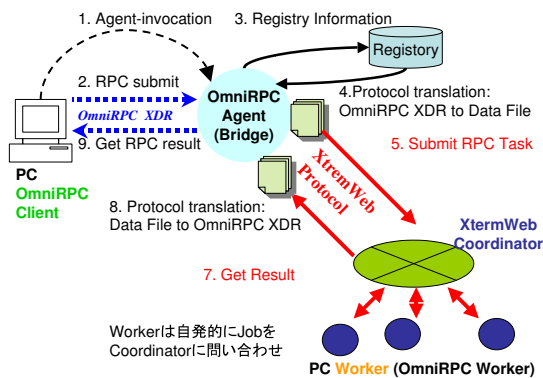 1. Agent-invocation
3. Registry Information
Registory
2. RPC submit
OmniRPC XDR
9. Get RPC result
OmniRPC
Agent
(Bridge)
4.Protocol translation:
OmniRPC XDR to Data File
5. Submit RPC Task
PC
OmniRPC
Client
XtremWeb
Protocol
8. Protocol translation:
Data File to OmniRPC XDR
XtermWeb
Coordinator
7. Get Result
Workerは自発的にJobを
Coordinatorに問い合わせ
PC Worker (OmniRPC Worker)